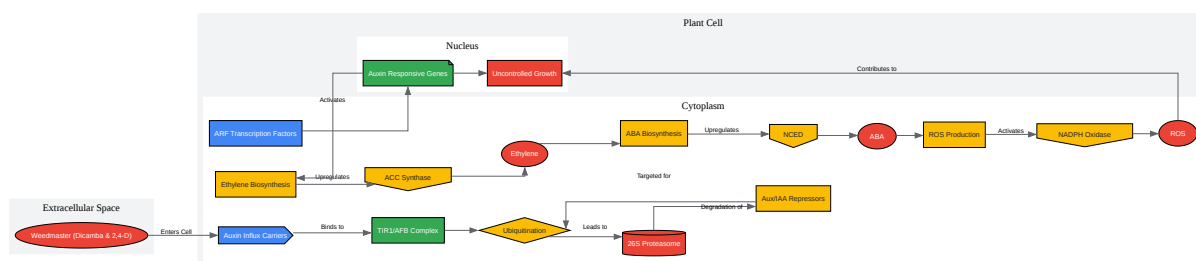 Plant Cell
Nucleus
Auxin Responsive Genes
Uncontrolled Growth
Contributes to
Activates
Cytoplasm
ARF Transcription Factors
ABA Biosynthesis
Upregulates
NCED
ABA
ROS Production
Activates
NADPH Oxidase
ROS
Ethylene
Ethylene Biosynthesis
Upregulates
ACC Synthase
Targeted for
Aux/IAA Repressors
Degradation of
Extracellular Space
Weedmaster (Dicamba & 2,4-D)
Enters Cell
Auxin Influx Carriers
Binds to
TIR1/AFB Complex
Ubiquitination
Leads to
26S Proteasome